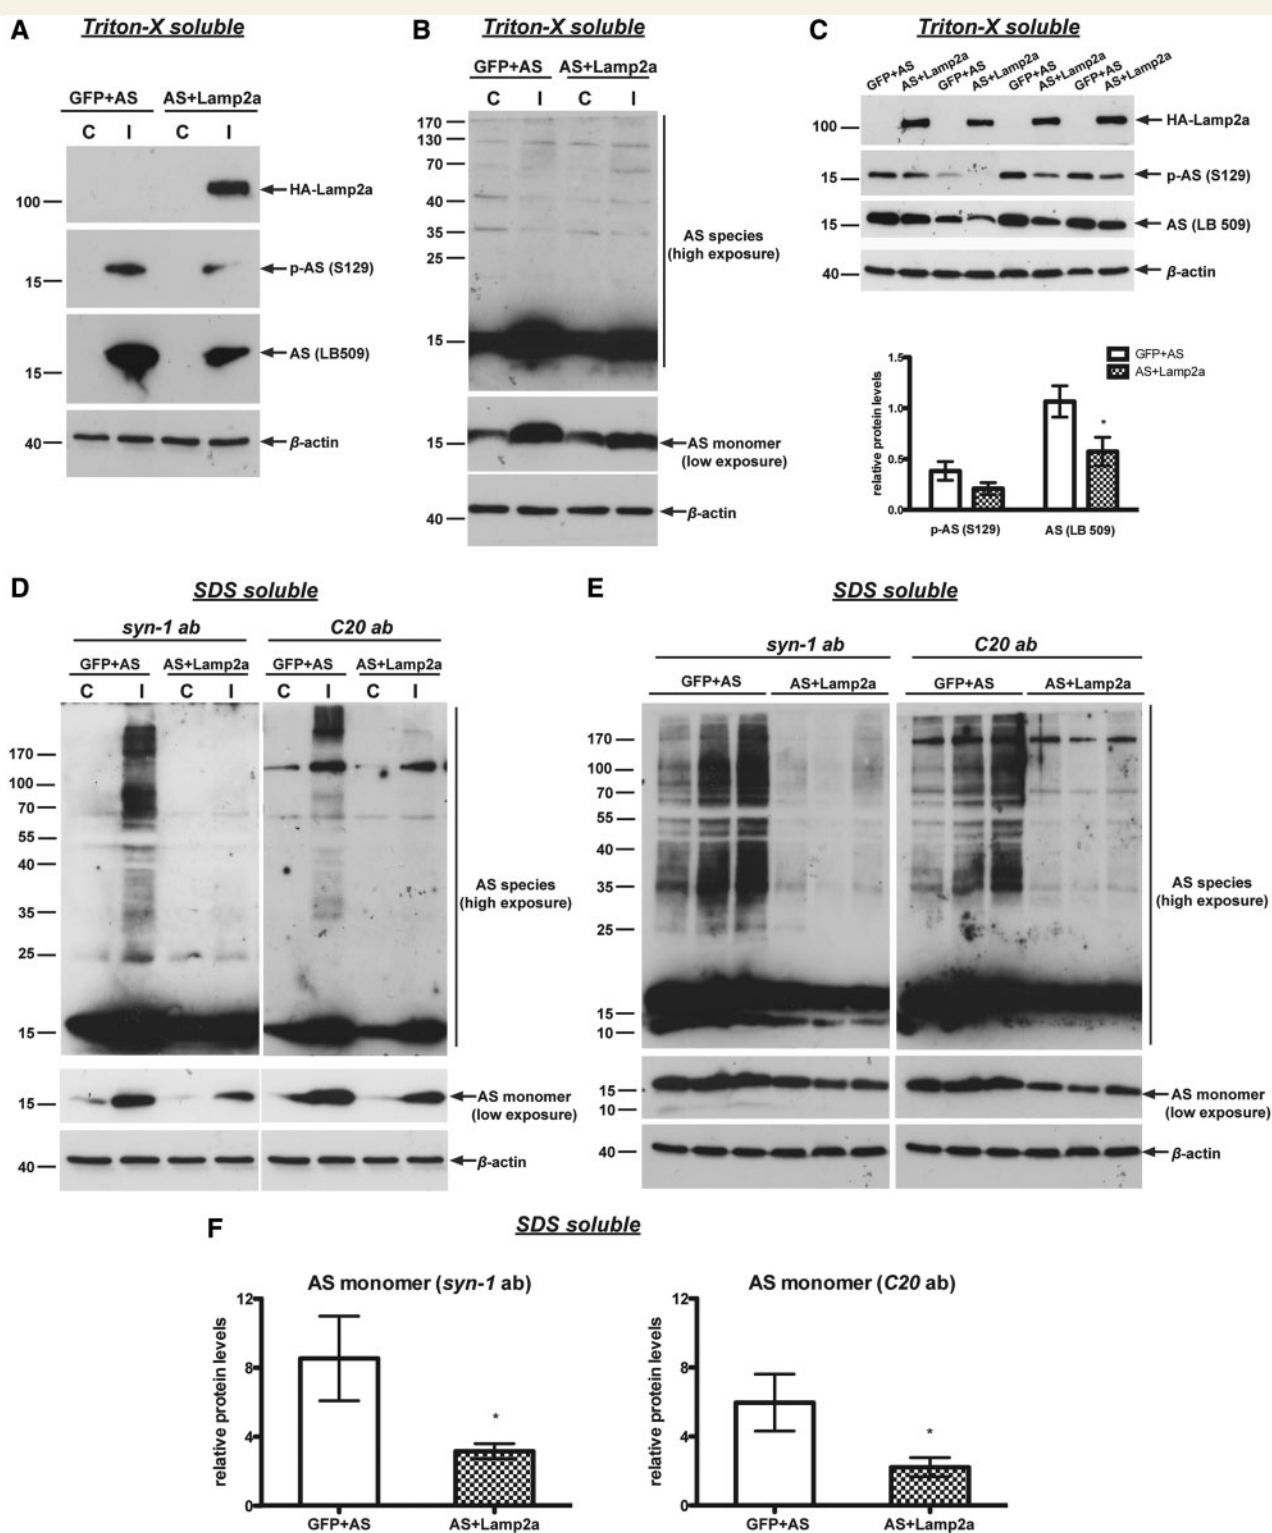 A
Triton-X soluble
GFP+AS AS+Lamp2a
C I C I
100
HA-Lamp2a
15
p-AS (S129)
15
AS (LB509)
40
β-actin
B
Triton-X soluble
GFP+AS AS+Lamp2a
C I C I
170
130
70
40
35
25
15
AS species
(high exposure)
15
AS monomer
(low exposure)
40
β-actin
C
Triton-X soluble
GFP+AS AS+Lamp2a GFP+AS AS+Lamp2a GFP+AS AS+Lamp2a GFP+AS AS+Lamp2a
100
HA-Lamp2a
15
p-AS (S129)
15
AS (LB 509)
40
β-actin
relative protein levels
1.5
1.0
0.5
0.0
GFP+AS
AS+Lamp2a
*
p-AS (S129) AS (LB 509)
D
SDS soluble
syn-1 ab C20 ab
GFP+AS AS+Lamp2a GFP+AS AS+Lamp2a
C I C I C I C I
170
100
70
55
40
35
25
15
AS species
(high exposure)
15
AS monomer
(low exposure)
40
β-actin
E
SDS soluble
syn-1 ab C20 ab
GFP+AS AS+Lamp2a GFP+AS AS+Lamp2a
170
100
70
55
40
35
25
15
10
AS species
(high exposure)
15
10
AS monomer
(low exposure)
40
β-actin
F
SDS soluble
AS monomer (syn-1 ab)
relative protein levels
12
8
4
0
*
GFP+AS AS+Lamp2a
AS monomer (C20 ab)
relative protein levels
12
8
4
0
*
GFP+AS AS+Lamp2a